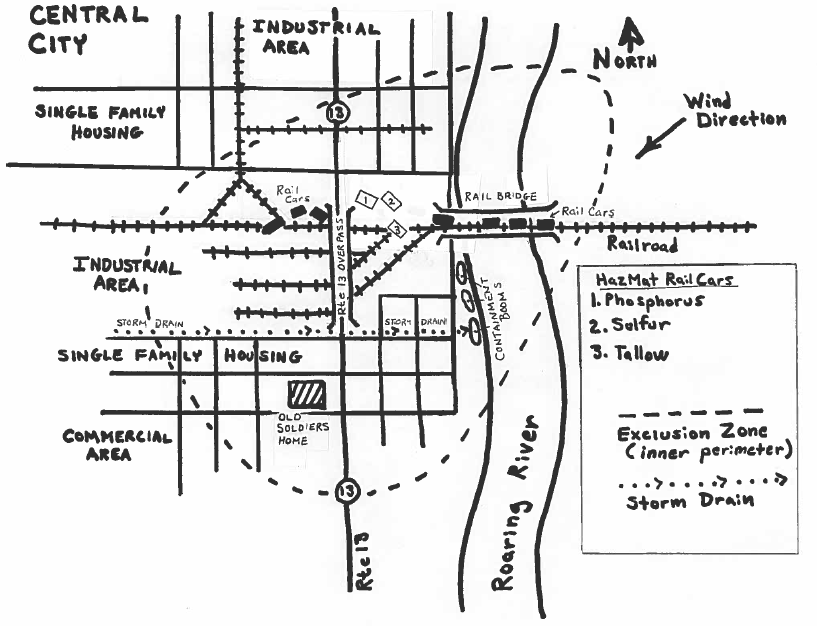 CENTRAL
CITY
INDUSTRIAL
AREA
NORTH
Wind
Direction
SINGLE FAMILY
HOUSING
13
Rail
Cars
1
2
3
RAIL BRIDGE
Rail Cars
Railroad
Rte 13 OVERPASS
INDUSTRIAL
AREA
CONTAINMENT
BOOMS
HazMat Rail Cars
1. Phosphorus
2. Sulfur
3. Tallow
STORM DRAIN
STORM DRAIN
SINGLE FAMILY HOUSING
OLD
SOLDIERS
HOME
COMMERCIAL
AREA
Exclusion Zone
(inner perimeter)
Storm Drain
13
Rte 13
Roaring River